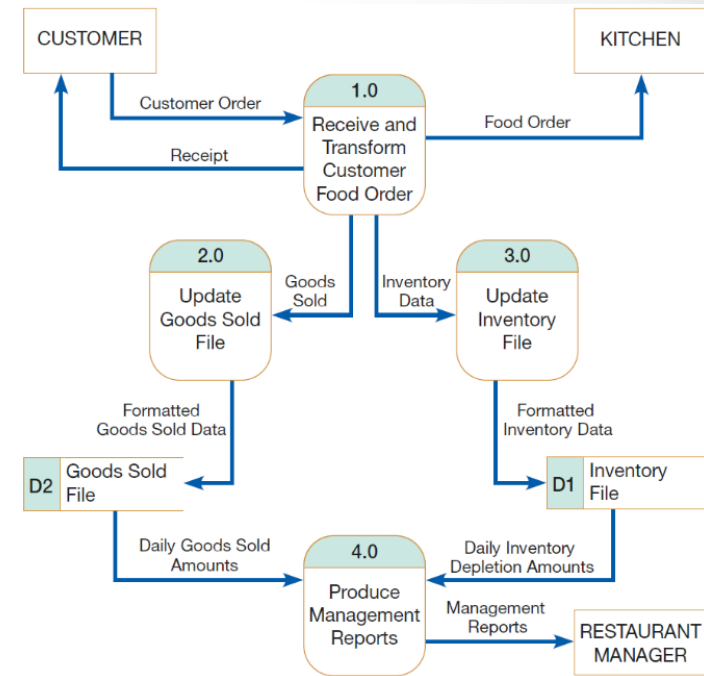 CUSTOMER
KITCHEN
1.0
Receive and
Transform
Customer
Food Order
Customer Order
Receipt
Food Order
2.0
Update
Goods Sold
File
Goods
Sold
Inventory
Data
3.0
Update
Inventory
File
Formatted
Goods Sold Data
Formatted
Inventory Data
D2
Goods Sold
File
D1
Inventory
File
Daily Goods Sold
Amounts
4.0
Produce
Management
Reports
Daily Inventory
Depletion Amounts
Management
Reports
RESTAURANT
MANAGER